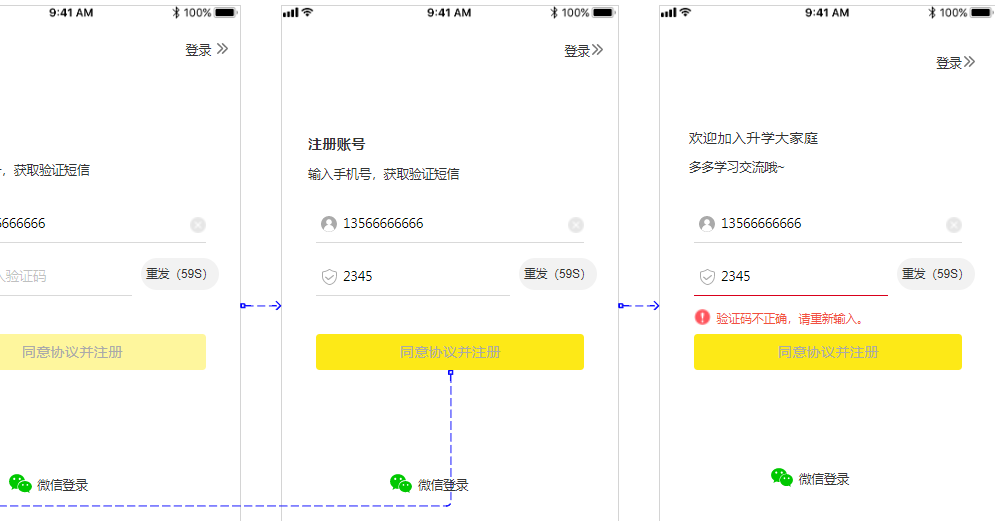 9:41 AM
100%
登录
，获取验证短信
666666
入验证码
重发（59S）
同意协议并注册
微信登录
9:41 AM
100%
登录
注册账号
输入手机号，获取验证短信
13566666666
2345
重发（59S）
同意协议并注册
微信登录
9:41 AM
100%
登录
欢迎加入升学大家庭
多多学习交流哦~
13566666666
2345
重发（59S）
验证码不正确，请重新输入。
同意协议并注册
微信登录